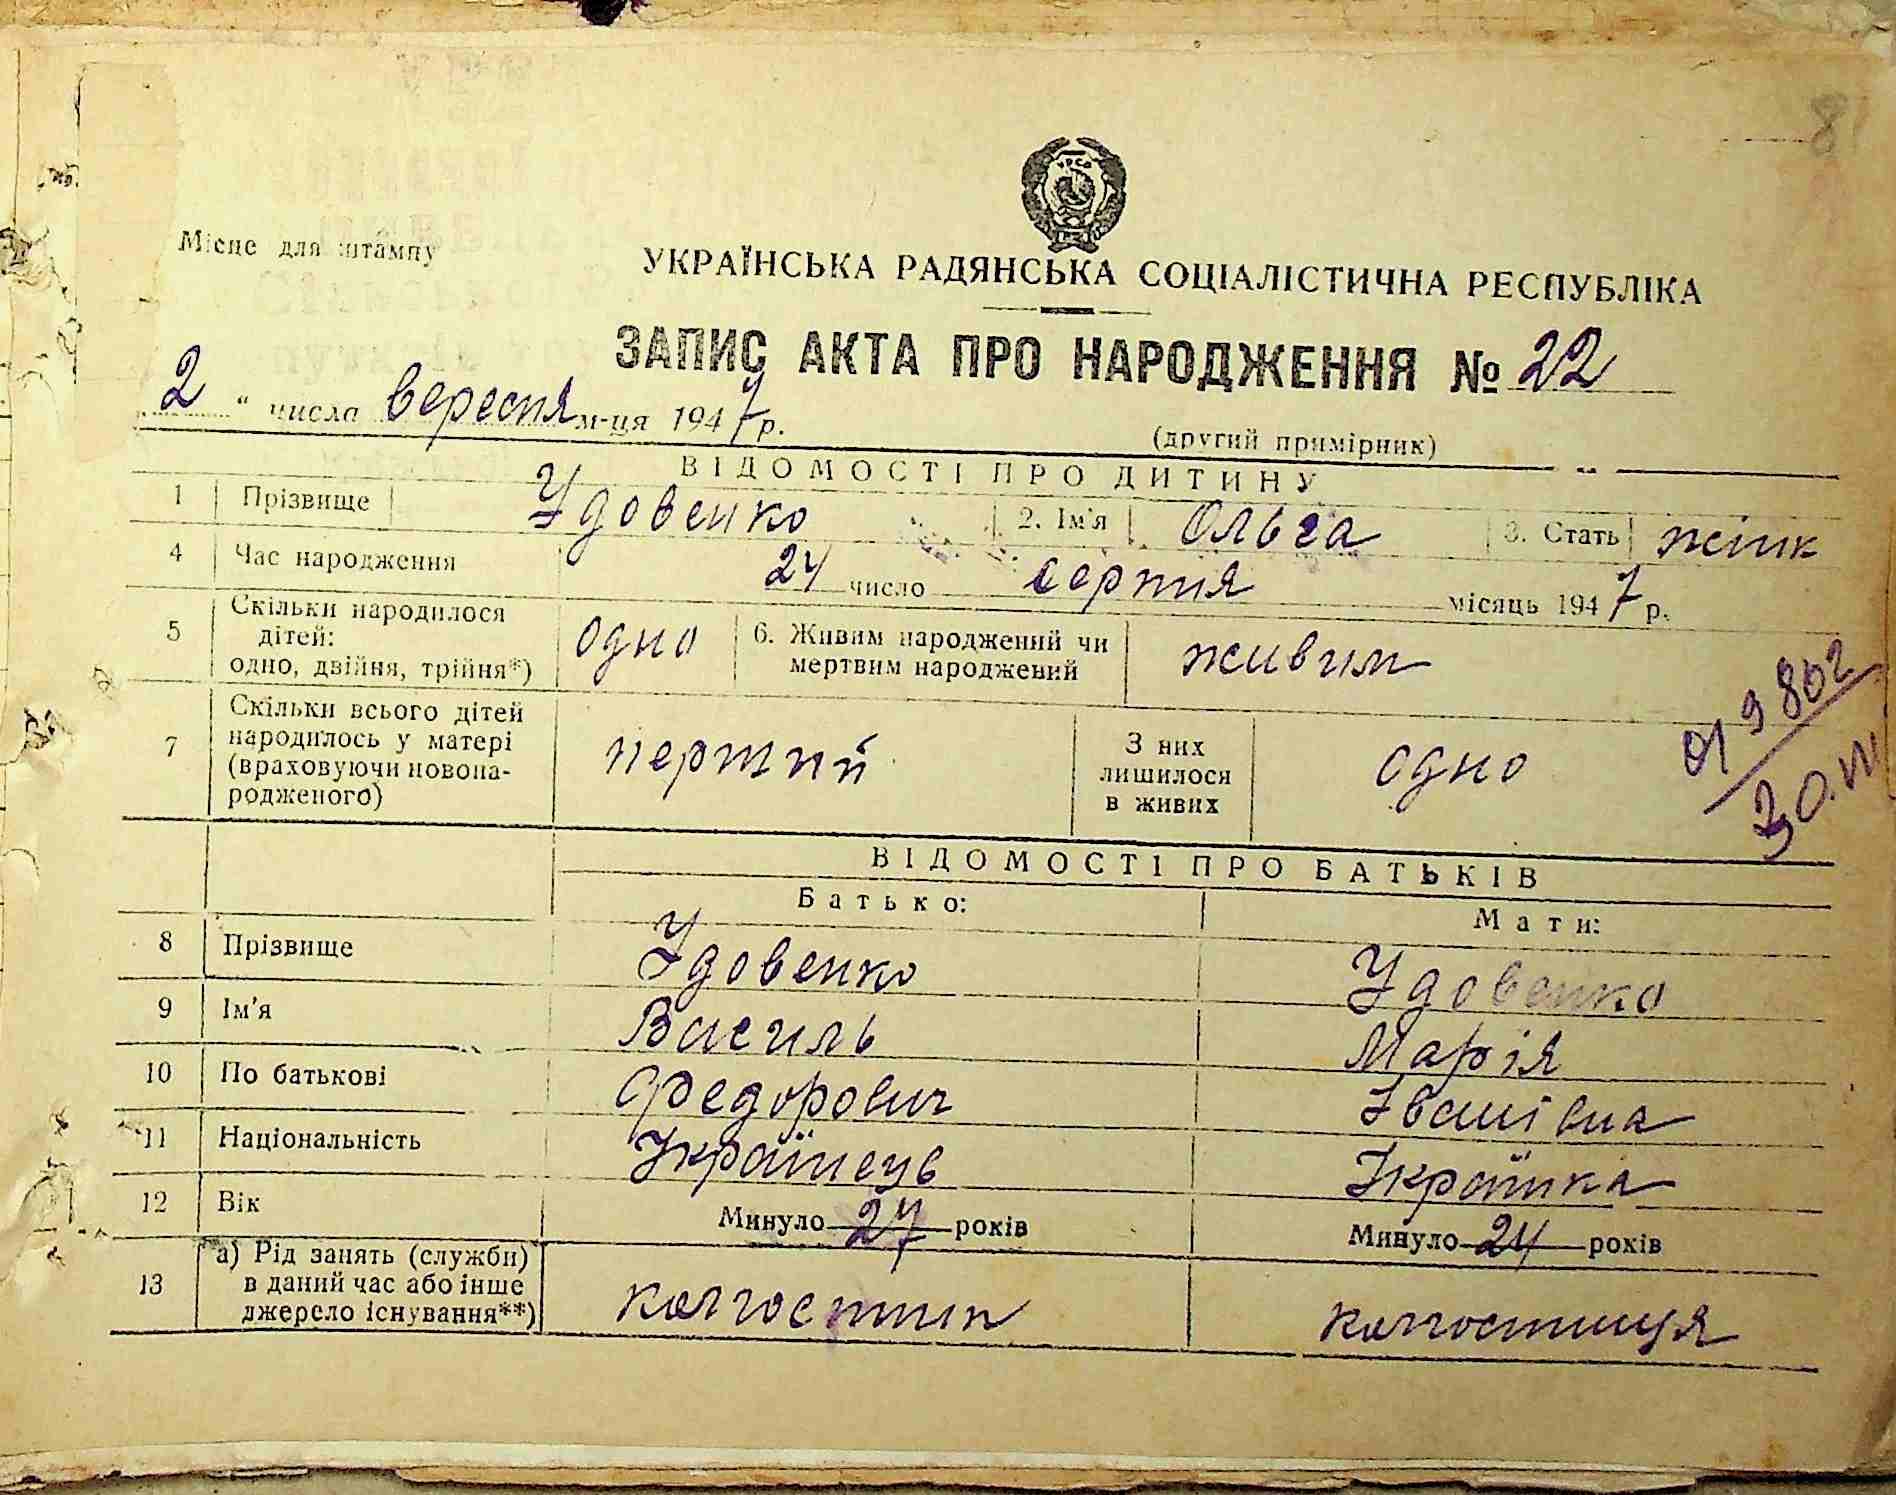 8
УРСР
Місце для штампу
УКРАЇНСЬКА РАДЯНСЬКА СОЦІАЛІСТИЧНА РЕСПУБЛІКА
ЗАПИС АКТА ПРО НАРОДЖЕННЯ № 22
2 " числа вересня м-ця 1947 р.
(другий примірник)
ВІДОМОСТІ ПРО ДИТИНУ
1 Прізвище Удовенко 2. Ім'я Ольга 3. Стать жінк
4 Час народження 24 число серпня місяць 1947 р.
5 Скільки народилося дітей: одно, двійня, трійня*) одно 6. Живим народжений чи мертвим народжений живим
7 Скільки всього дітей народилось у матері (враховуючи новонародженого) перший З них лишилося в живих одно
ВІДОМОСТІ ПРО БАТЬКІВ
Батько: Мати:
8 Прізвище Удовенко Удовенко
9 Ім'я Василь Марія
10 По батькові Федорович Іванівна
11 Національність Українець Українка
12 Вік Минуло 27 років Минуло 24 років
13 а) Рід занять (служби) в даний час або інше джерело існування**) колгоспник колгоспниця